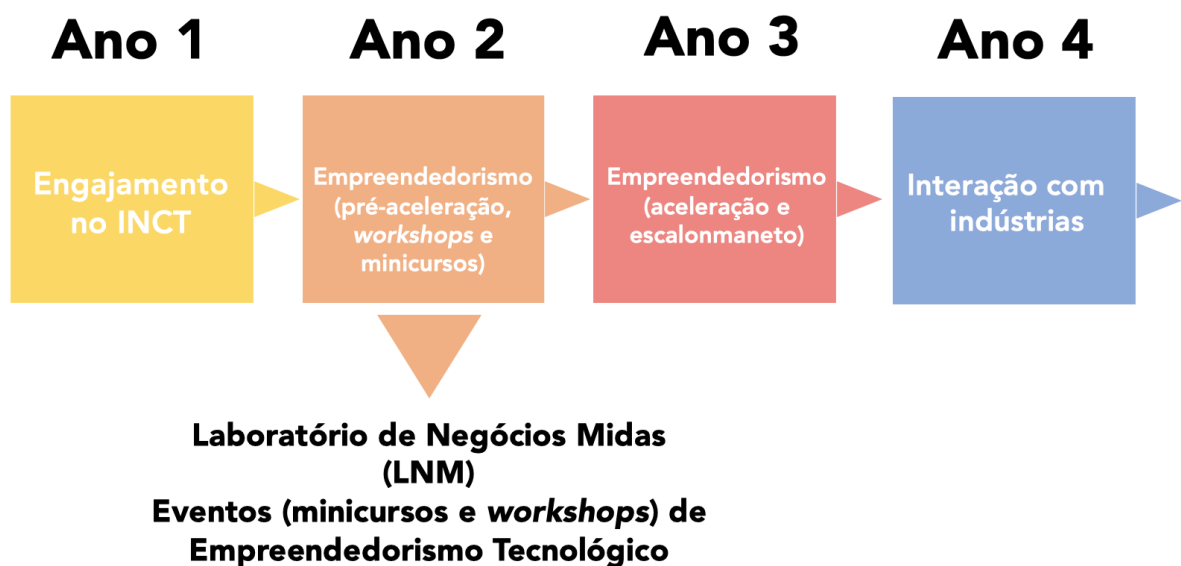 Ano 1
Ano 2
Ano 3
Ano 4
Engajamento
no INCT
Empreendedorismo
(pré-aceleração,
workshops e
minicursos)
Empreendedorismo
(aceleração e
escalonmaneto)
Interação com
indústrias
Laboratório de Negócios Midas
(LNM)
Eventos (minicursos e workshops) de
Empreendedorismo Tecnológico